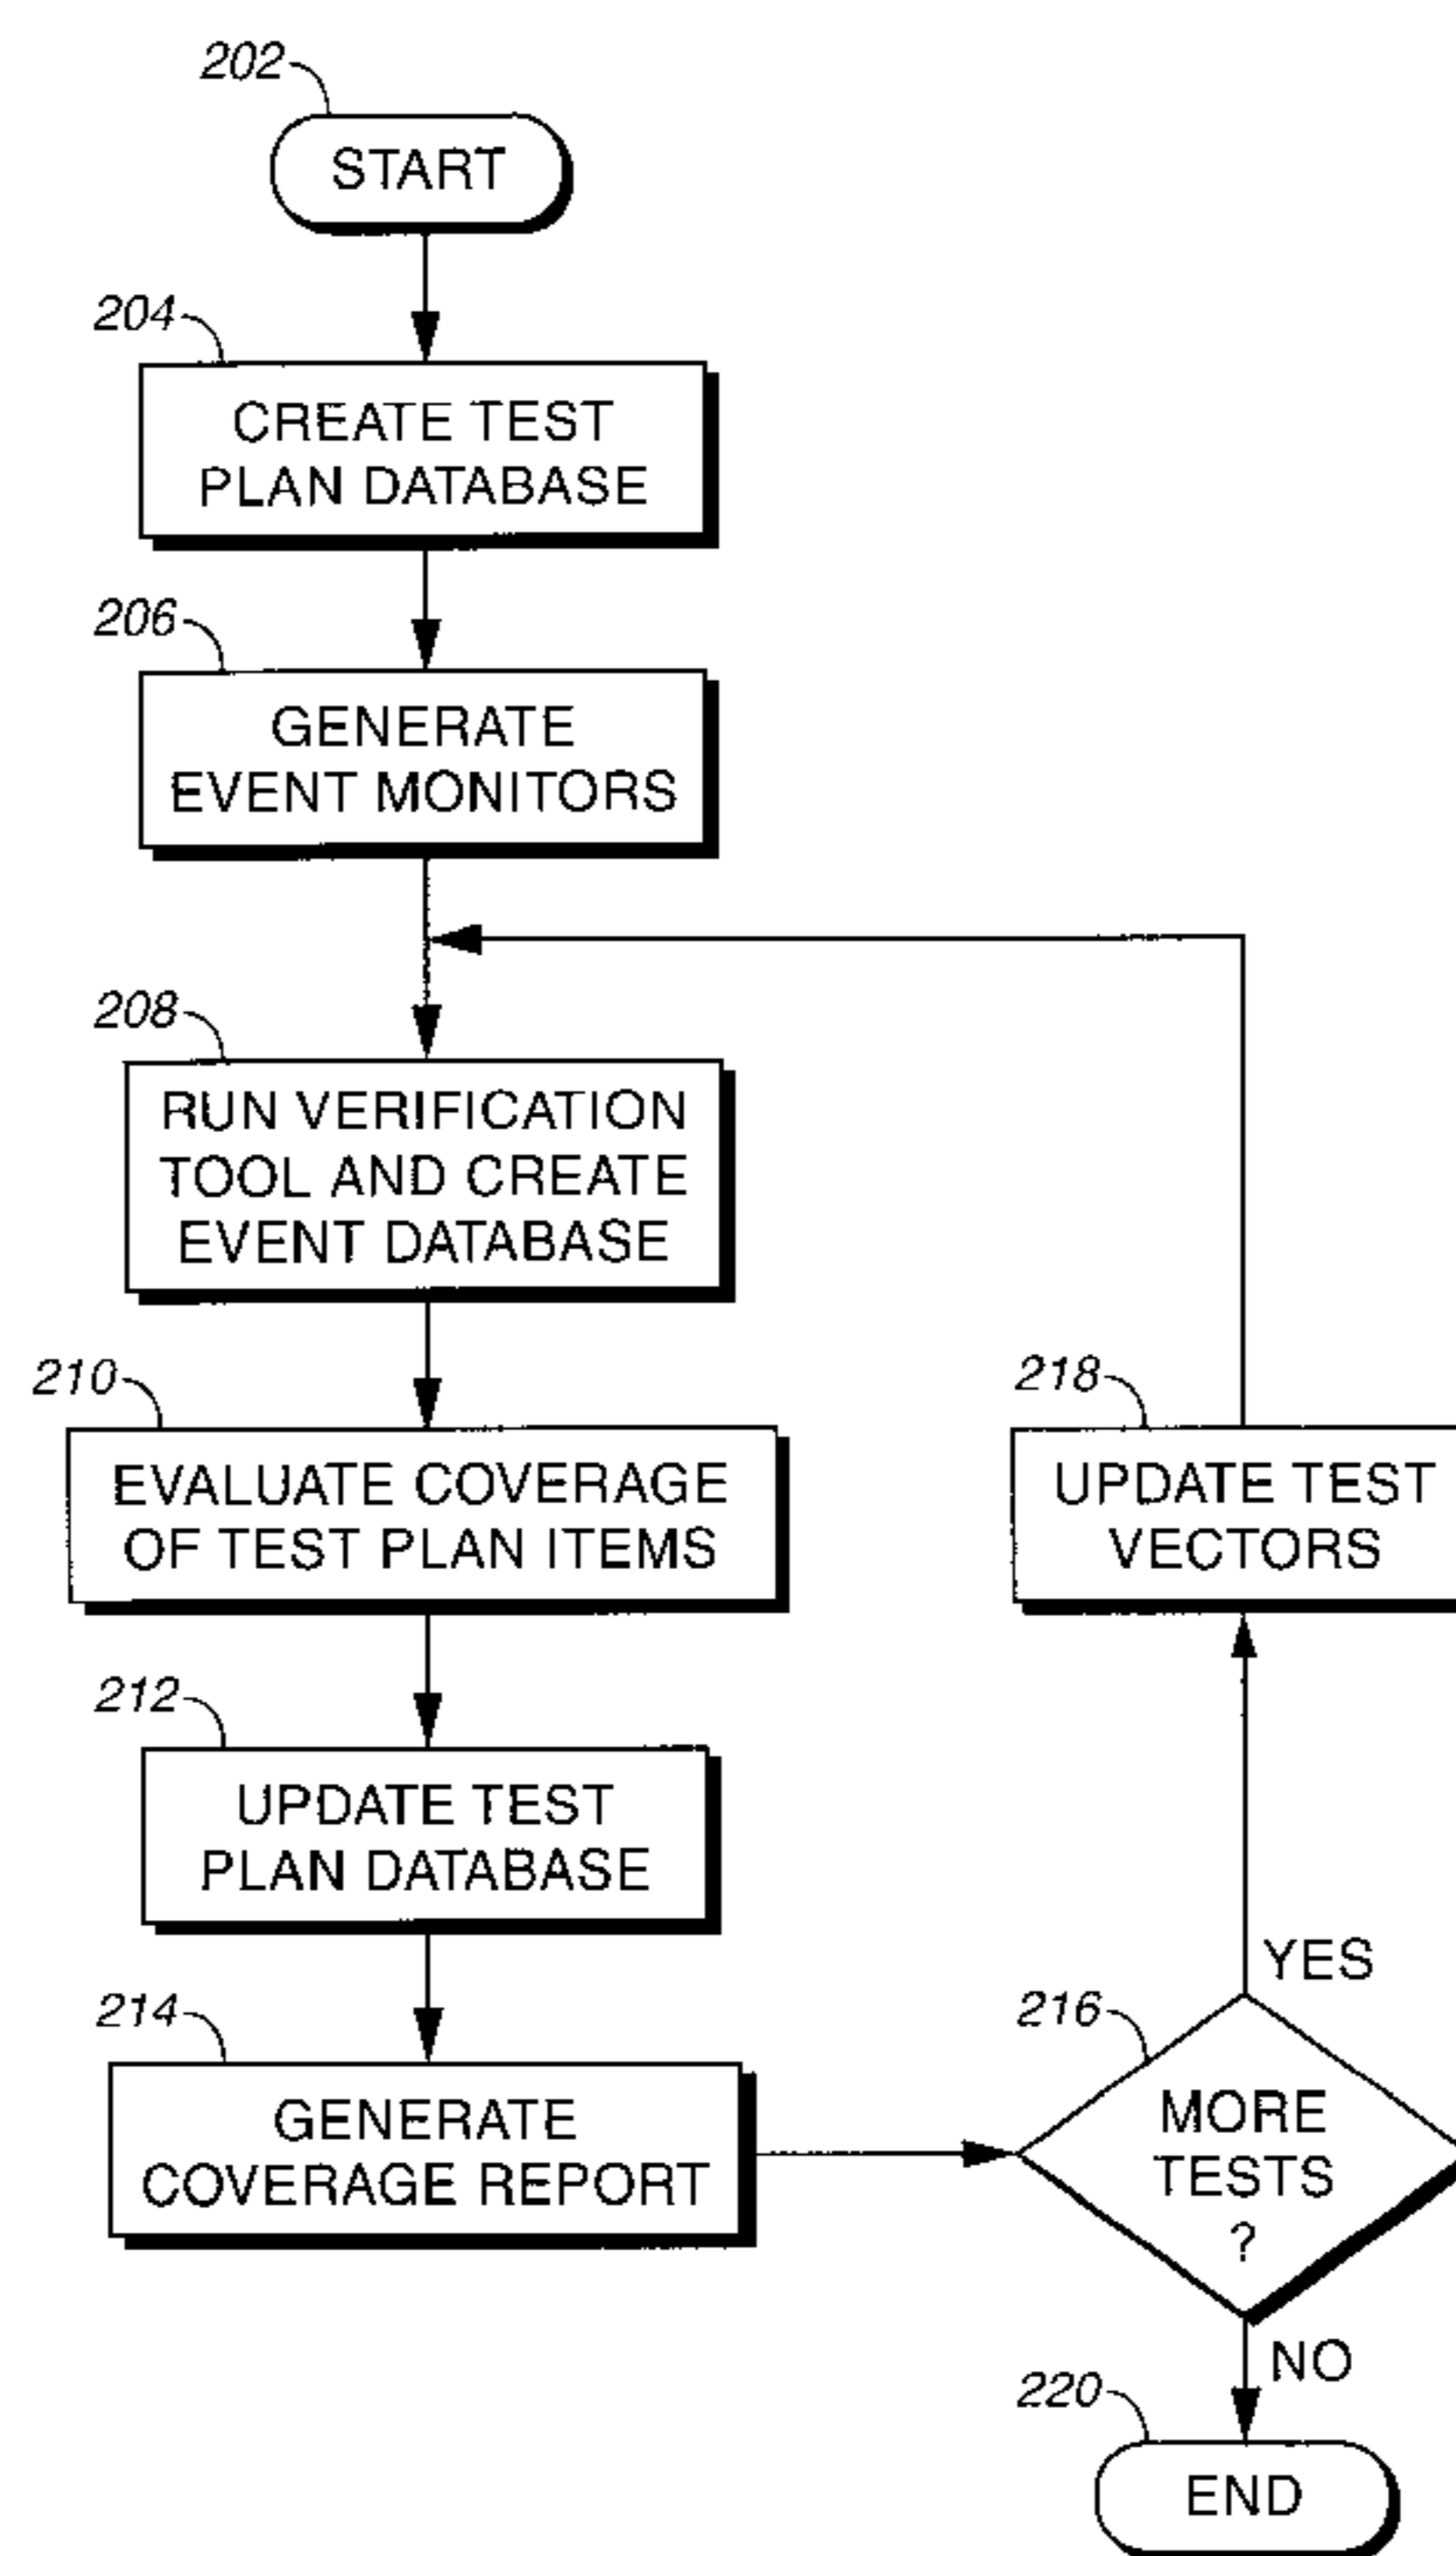 202
START
204
CREATE TEST
PLAN DATABASE
206
GENERATE
EVENT MONITORS
208
RUN VERIFICATION
TOOL AND CREATE
EVENT DATABASE
210
EVALUATE COVERAGE
OF TEST PLAN ITEMS
212
UPDATE TEST
PLAN DATABASE
214
GENERATE
COVERAGE REPORT
218
UPDATE TEST
VECTORS
YES
216
MORE
TESTS
?
NO
220
END